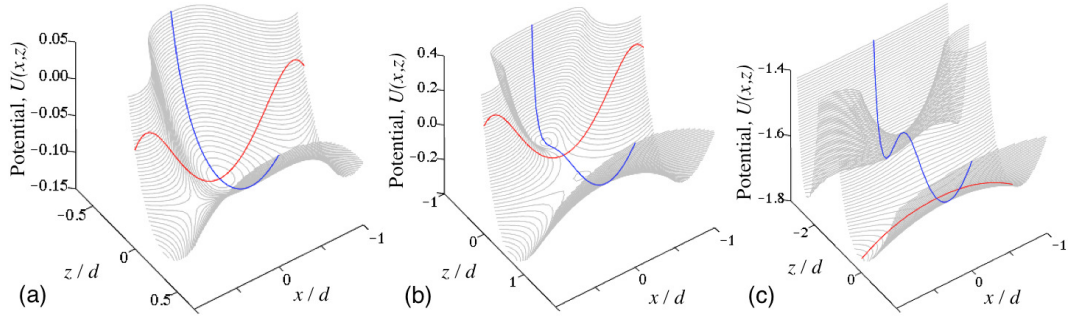 Potential, U(x,z)
0.05
0.00
−0.05
−0.10
−0.15
−0.5
0
0.5
z / d
−1
0
x / d
(a)
Potential, U(x,z)
0.4
0.2
0.0
−0.2
−1
0
1
z / d
−1
0
x / d
(b)
Potential, U(x,z)
−1.4
−1.6
−1.8
−2
0
z / d
−1
0
x / d
(c)